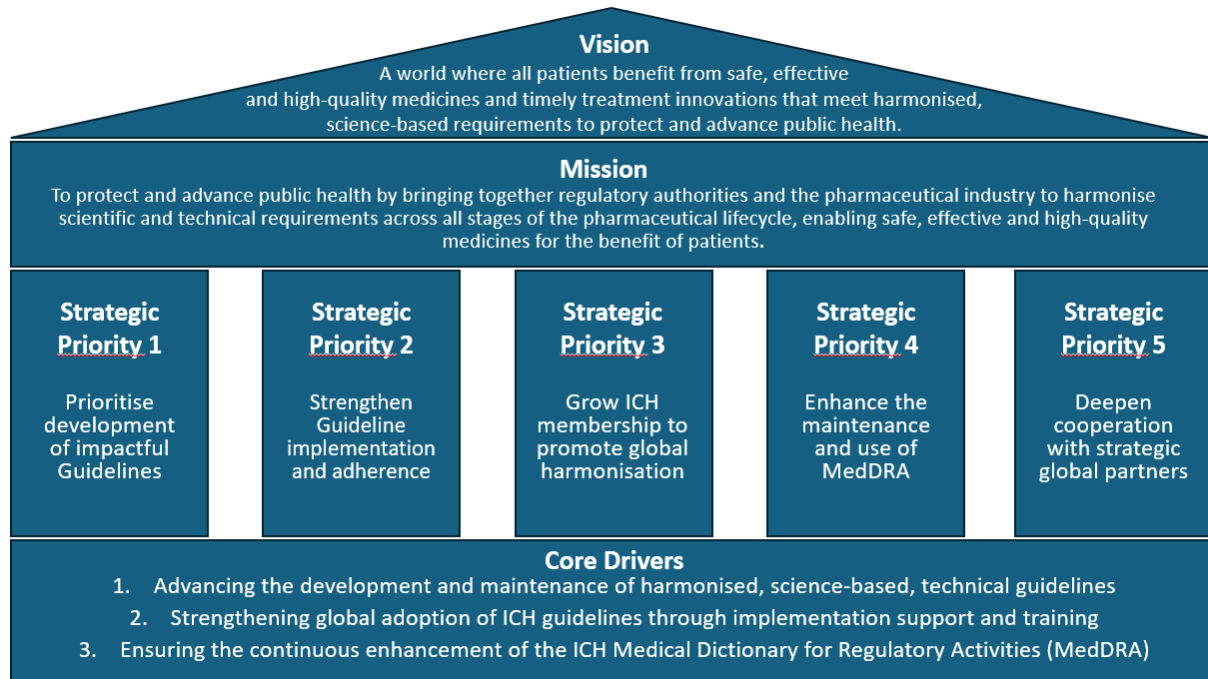 Vision
A world where all patients benefit from safe, effective
and high-quality medicines and timely treatment innovations that meet harmonised,
science-based requirements to protect and advance public health.
Mission
To protect and advance public health by bringing together regulatory authorities and the pharmaceutical industry to harmonise
scientific and technical requirements across all stages of the pharmaceutical lifecycle, enabling safe, effective and high-quality
medicines for the benefit of patients.
Strategic
Priority 1
Prioritise
development
of impactful
Guidelines
Strategic
Priority 2
Strengthen
Guideline
implementation
and adherence
Strategic
Priority 3
Grow ICH
membership to
promote global
harmonisation
Strategic
Priority 4
Enhance the
maintenance
and use of
MedDRA
Strategic
Priority 5
Deepen
cooperation
with strategic
global partners
Core Drivers
1. Advancing the development and maintenance of harmonised, science-based, technical guidelines
2. Strengthening global adoption of ICH guidelines through implementation support and training
3. Ensuring the continuous enhancement of the ICH Medical Dictionary for Regulatory Activities (MedDRA)